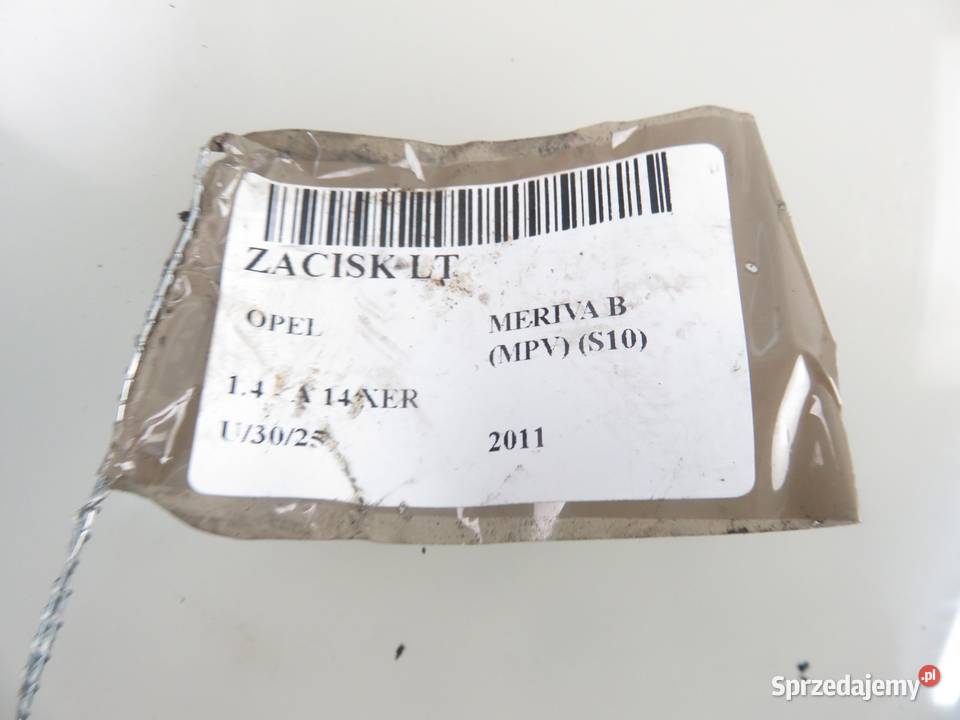 ZACISK LT
OPEL
MERIVA B
(MPV) (S10)
1.4 - A 14 XER
U/30/25
2011
Sprzedajemy.pl